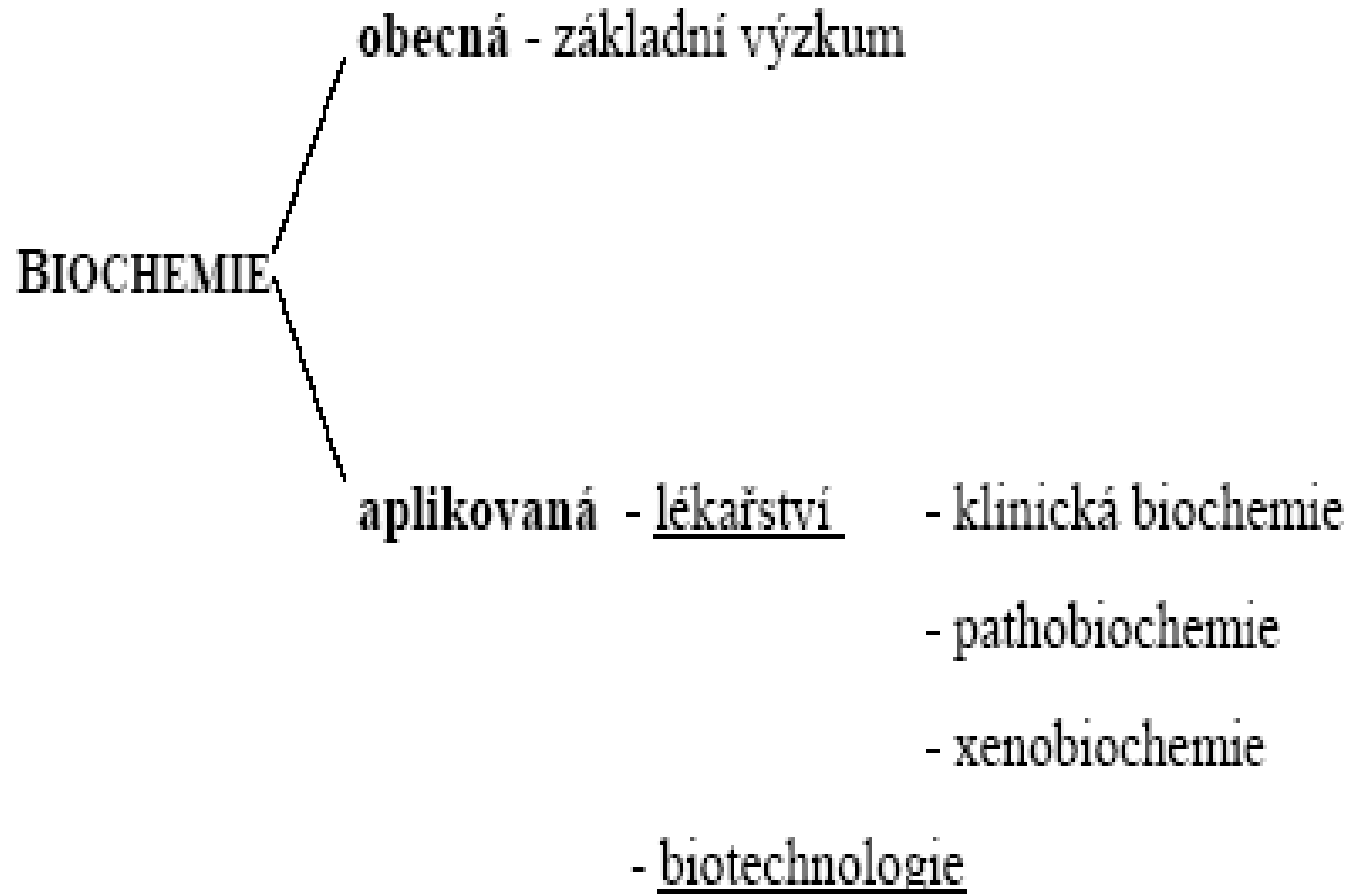 obecná - základní výzkum
BIOCHEMIE
aplikovaná - lékařství - klinická biochemie
- pathobiochemie
- xenobiochemie
- biotechnologie